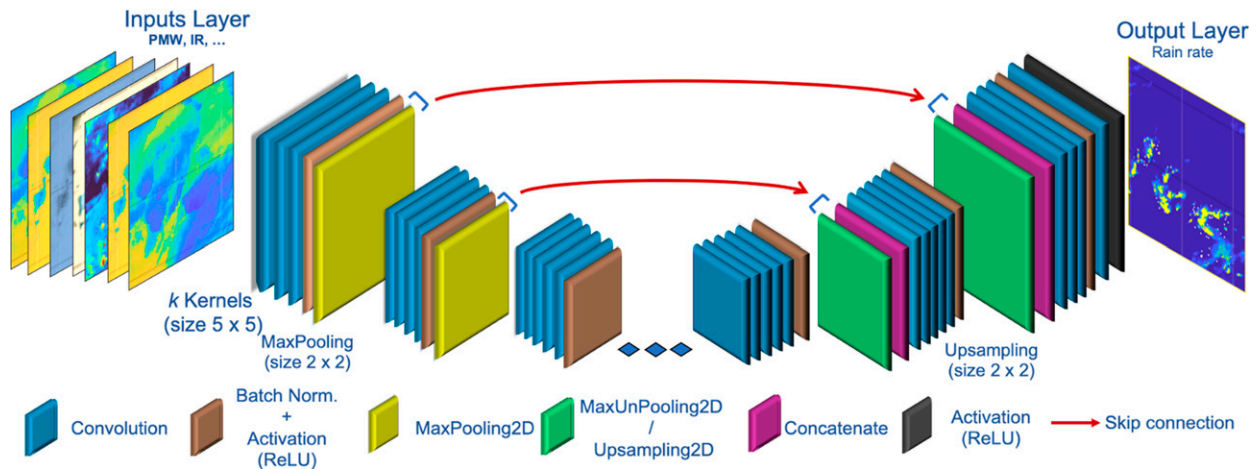 Inputs Layer
PMW, IR, ...
Output Layer
Rain rate
k Kernels
(size 5 x 5)
MaxPooling
(size 2 x 2)
Upsampling
(size 2 x 2)
Convolution
Batch Norm.
+
Activation
(ReLU)
MaxPooling2D
MaxUnPooling2D
/
Upsampling2D
Concatenate
Activation
(ReLU)
Skip connection